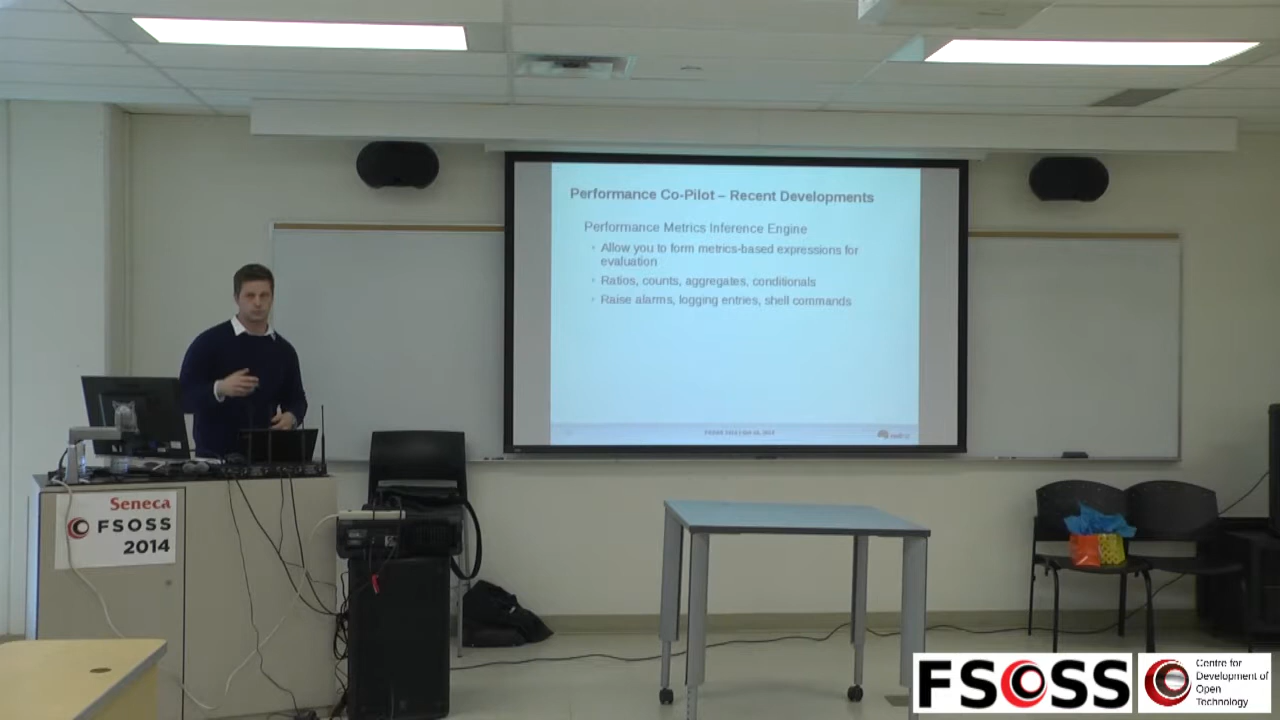 Performance Co-Pilot – Recent Developments
Performance Metrics Inference Engine
Allow you to form metrics-based expressions for
evaluation
Ratios, counts, aggregates, conditionals
Raise alarms, logging entries, shell commands
Seneca
FSOSS
2014
FSOSS
Centre for
Development of
Open
Technology